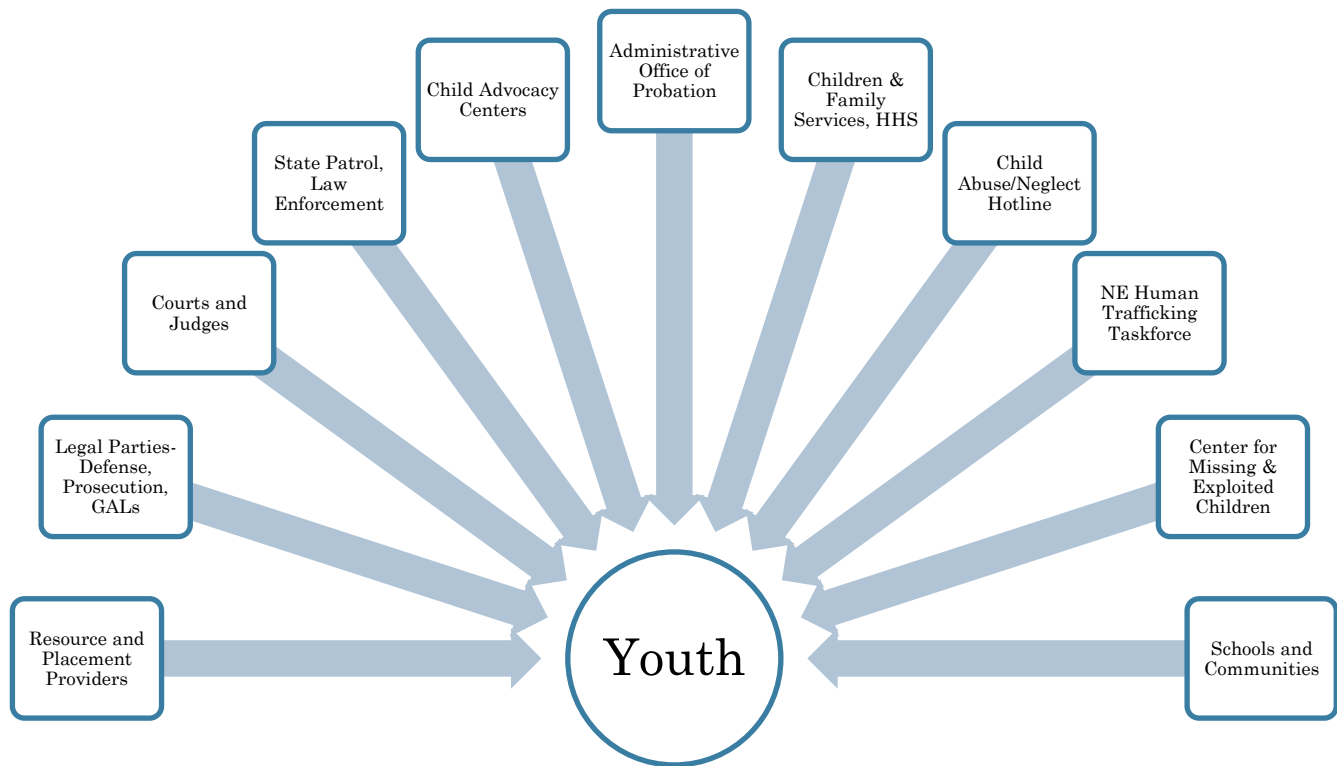 Administrative
Office of
Probation
Child Advocacy
Centers
Children &
Family
Services, HHS
State Patrol,
Law
Enforcement
Child
Abuse/Neglect
Hotline
Courts and
Judges
NE Human
Trafficking
Taskforce
Legal Parties-
Defense,
Prosecution,
GALs
Center for
Missing &
Exploited
Children
Resource and
Placement
Providers
Youth
Schools and
Communities